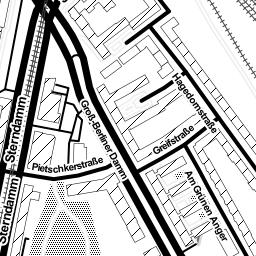 Hagedornstraße
Groß-Berliner Damm
Sterndamm
Greifstraße
Pietschkerstraße
Am Grünen Anger
Sterndamm